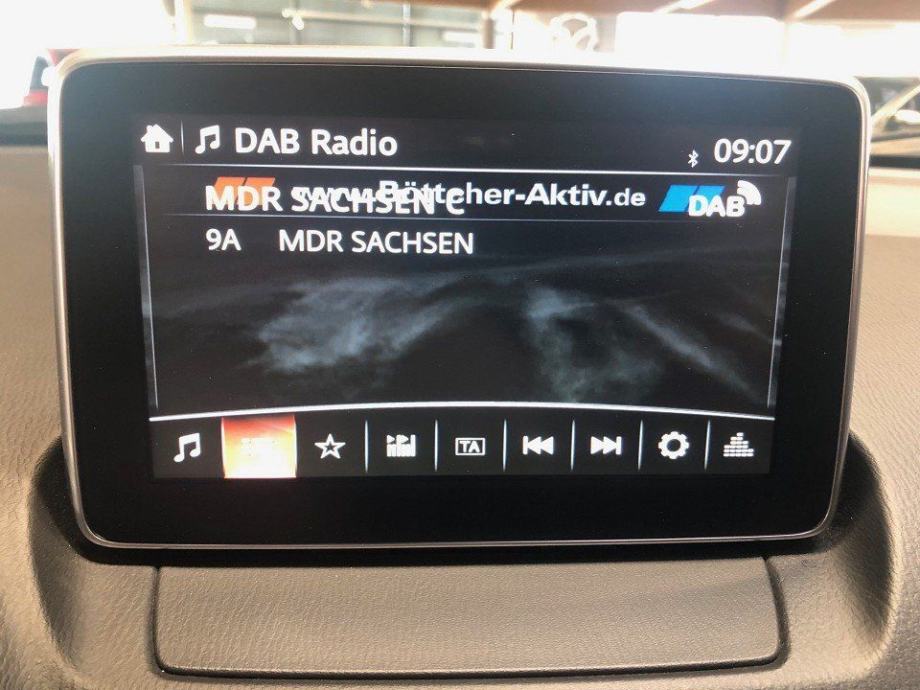 DAB Radio
09:07
www.Böttcher-Aktiv.de
MDR SACHSEN C
DAB
9A MDR SACHSEN
TA